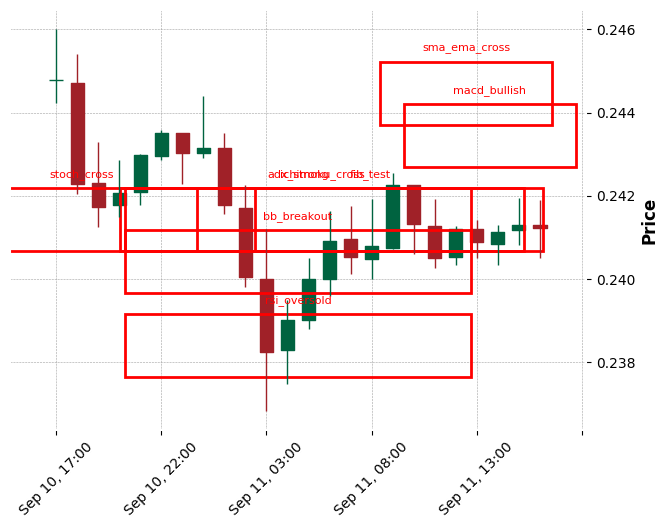 sma_ema_cross
macd_bullish
stoch_cross
fib_test
bb_breakout
0.246
0.244
0.242
0.240
0.238
Price
Sep 10, 17:00
Sep 10, 22:00
Sep 11, 03:00
Sep 11, 08:00
Sep 11, 13:00